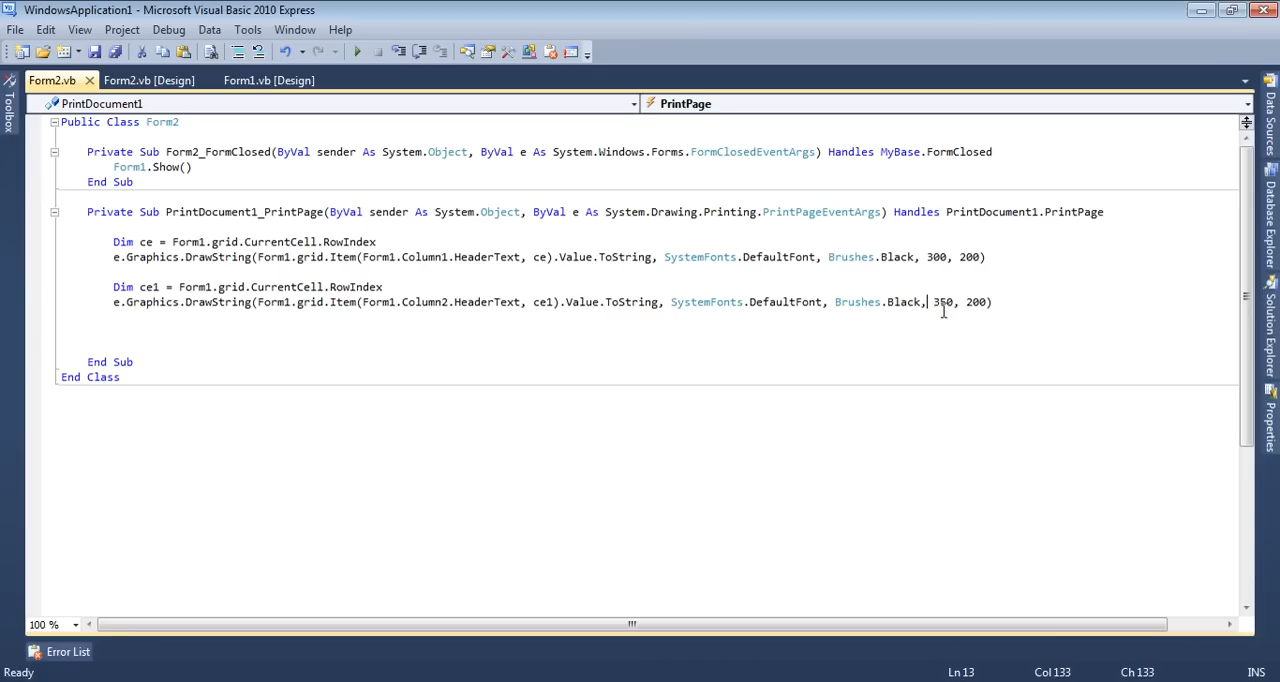 WindowsApplication1 - Microsoft Visual Basic 2010 Express
File Edit View Project Debug Data Tools Window Help
Form2.vb Form2.vb [Design] Form1.vb [Design]
PrintDocument1 PrintPage
Toolbox
Public Class Form2
Private Sub Form2_FormClosed(ByVal sender As System.Object, ByVal e As System.Windows.Forms.FormClosedEventArgs) Handles MyBase.FormClosed
Form1.Show()
End Sub
Private Sub PrintDocument1_PrintPage(ByVal sender As System.Object, ByVal e As System.Drawing.Printing.PrintPageEventArgs) Handles PrintDocument1.PrintPage
Dim ce = Form1.grid.CurrentCell.RowIndex
e.Graphics.DrawString(Form1.grid.Item(Form1.Column1.HeaderText, ce).Value.ToString, SystemFonts.DefaultFont, Brushes.Black, 300, 200)
Dim ce1 = Form1.grid.CurrentCell.RowIndex
e.Graphics.DrawString(Form1.grid.Item(Form1.Column2.HeaderText, ce1).Value.ToString, SystemFonts.DefaultFont, Brushes.Black, 350, 200)
End Sub
End Class
Data Sources
Database Explorer
Solution Explorer
Properties
100 %
Error List
Ready Ln 13 Col 133 Ch 133 INS